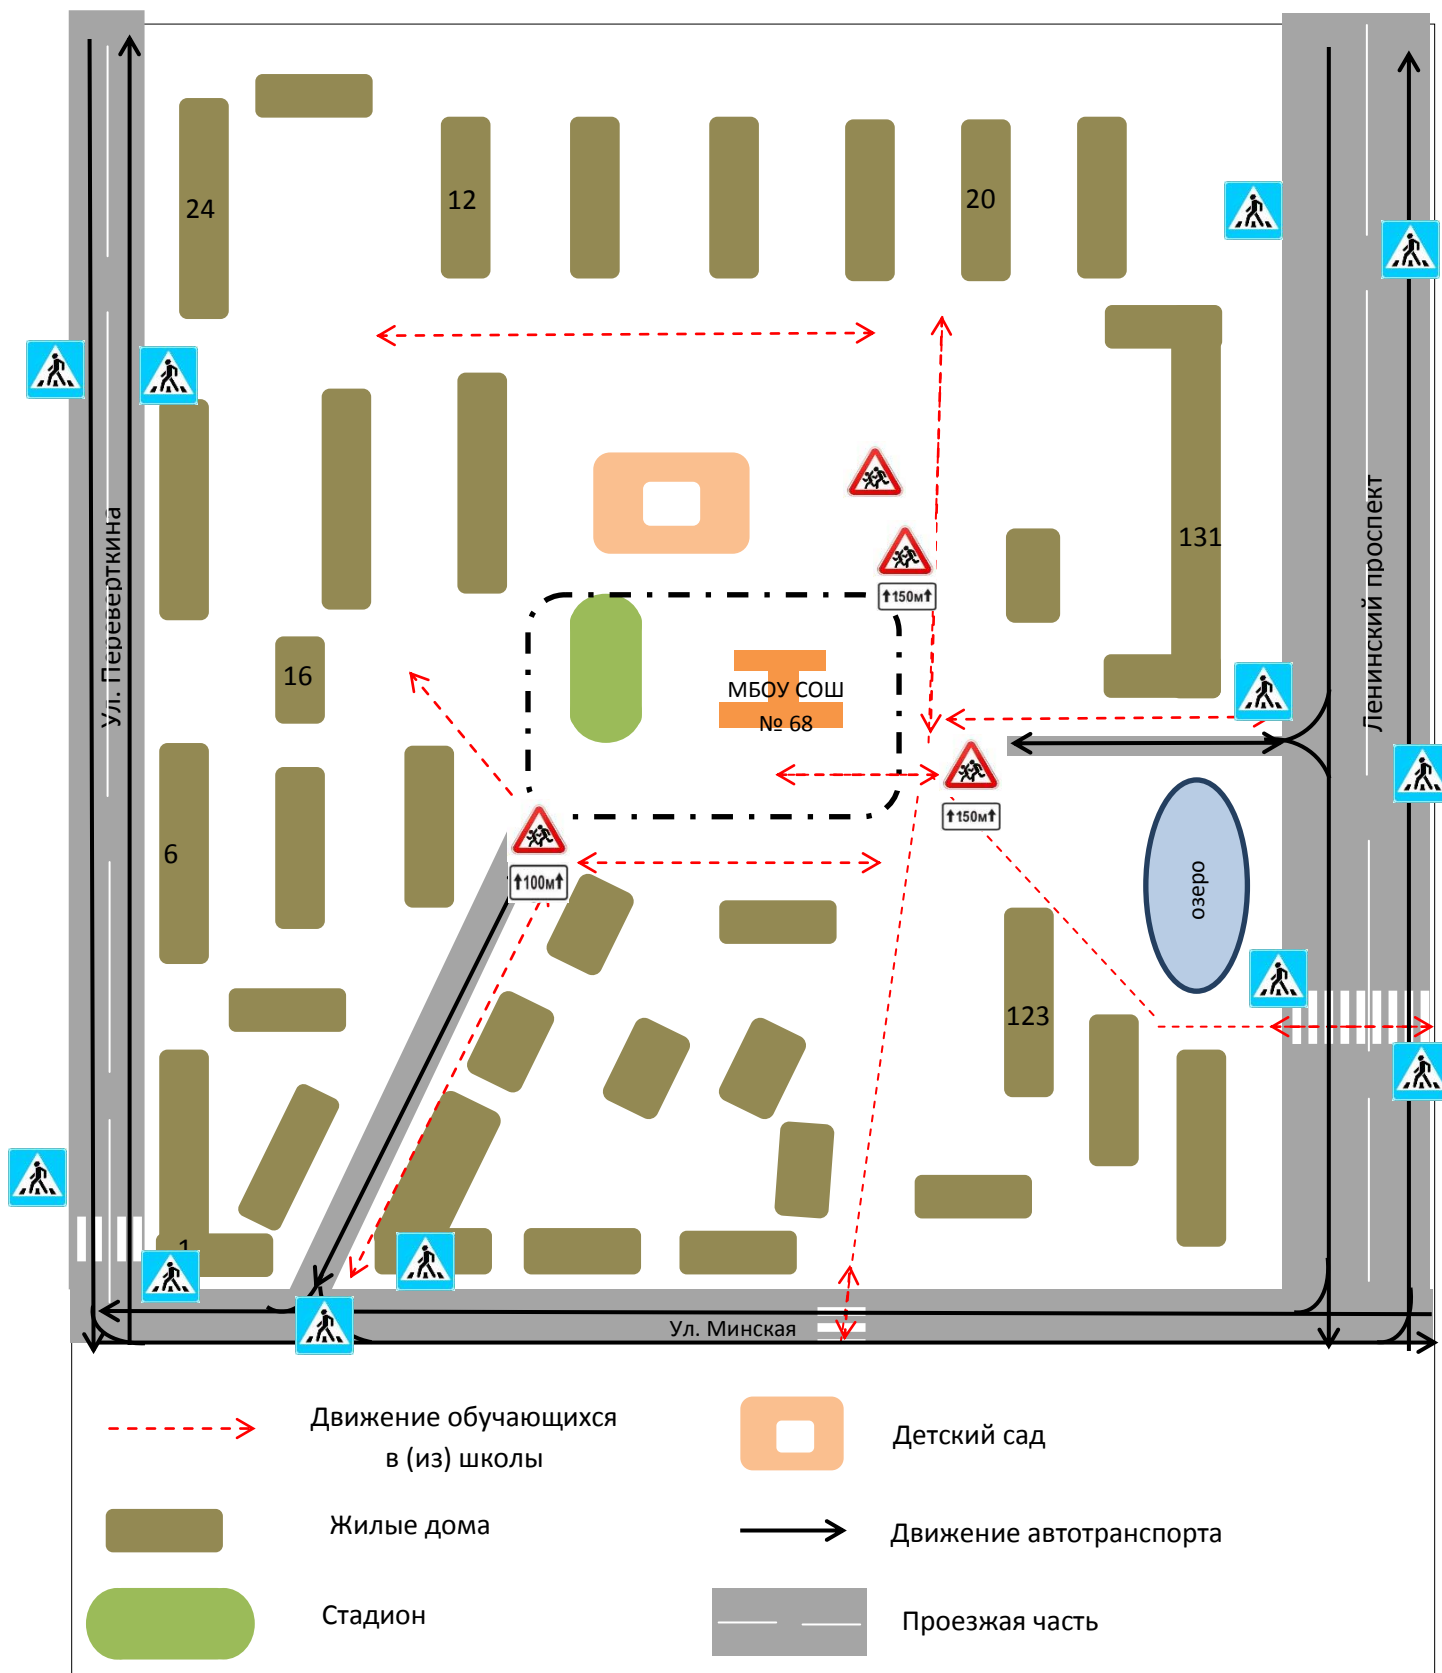 24
12
20
Ул. Переверткина
Ленинский проспект
131
↑150м↑
16
МБОУ СОШ
№ 68
↑150м↑
6
↑100м↑
озеро
123
1
Ул. Минская
Движение обучающихся
в (из) школы
Детский сад
Жилые дома
Движение автотранспорта
Стадион
Проезжая часть